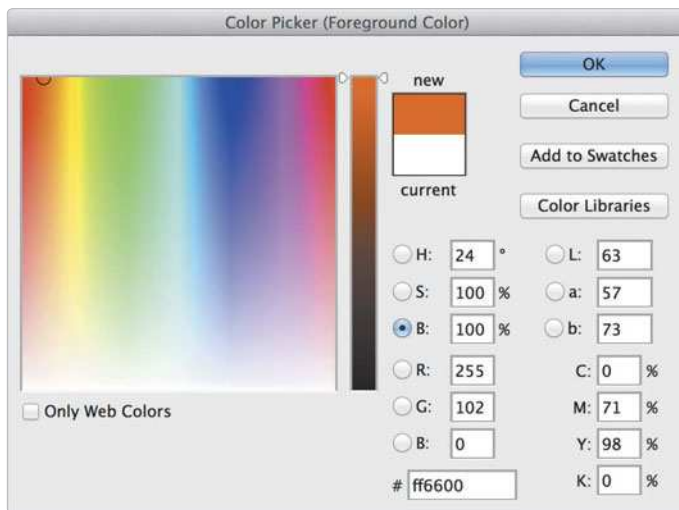 Color Picker (Foreground Color)
new
current
OK
Cancel
Add to Swatches
Color Libraries
H: 24 °
S: 100 %
B: 100 %
R: 255
G: 102
B: 0
# ff6600
L: 63
a: 57
b: 73
C: 0 %
M: 71 %
Y: 98 %
K: 0 %
Only Web Colors